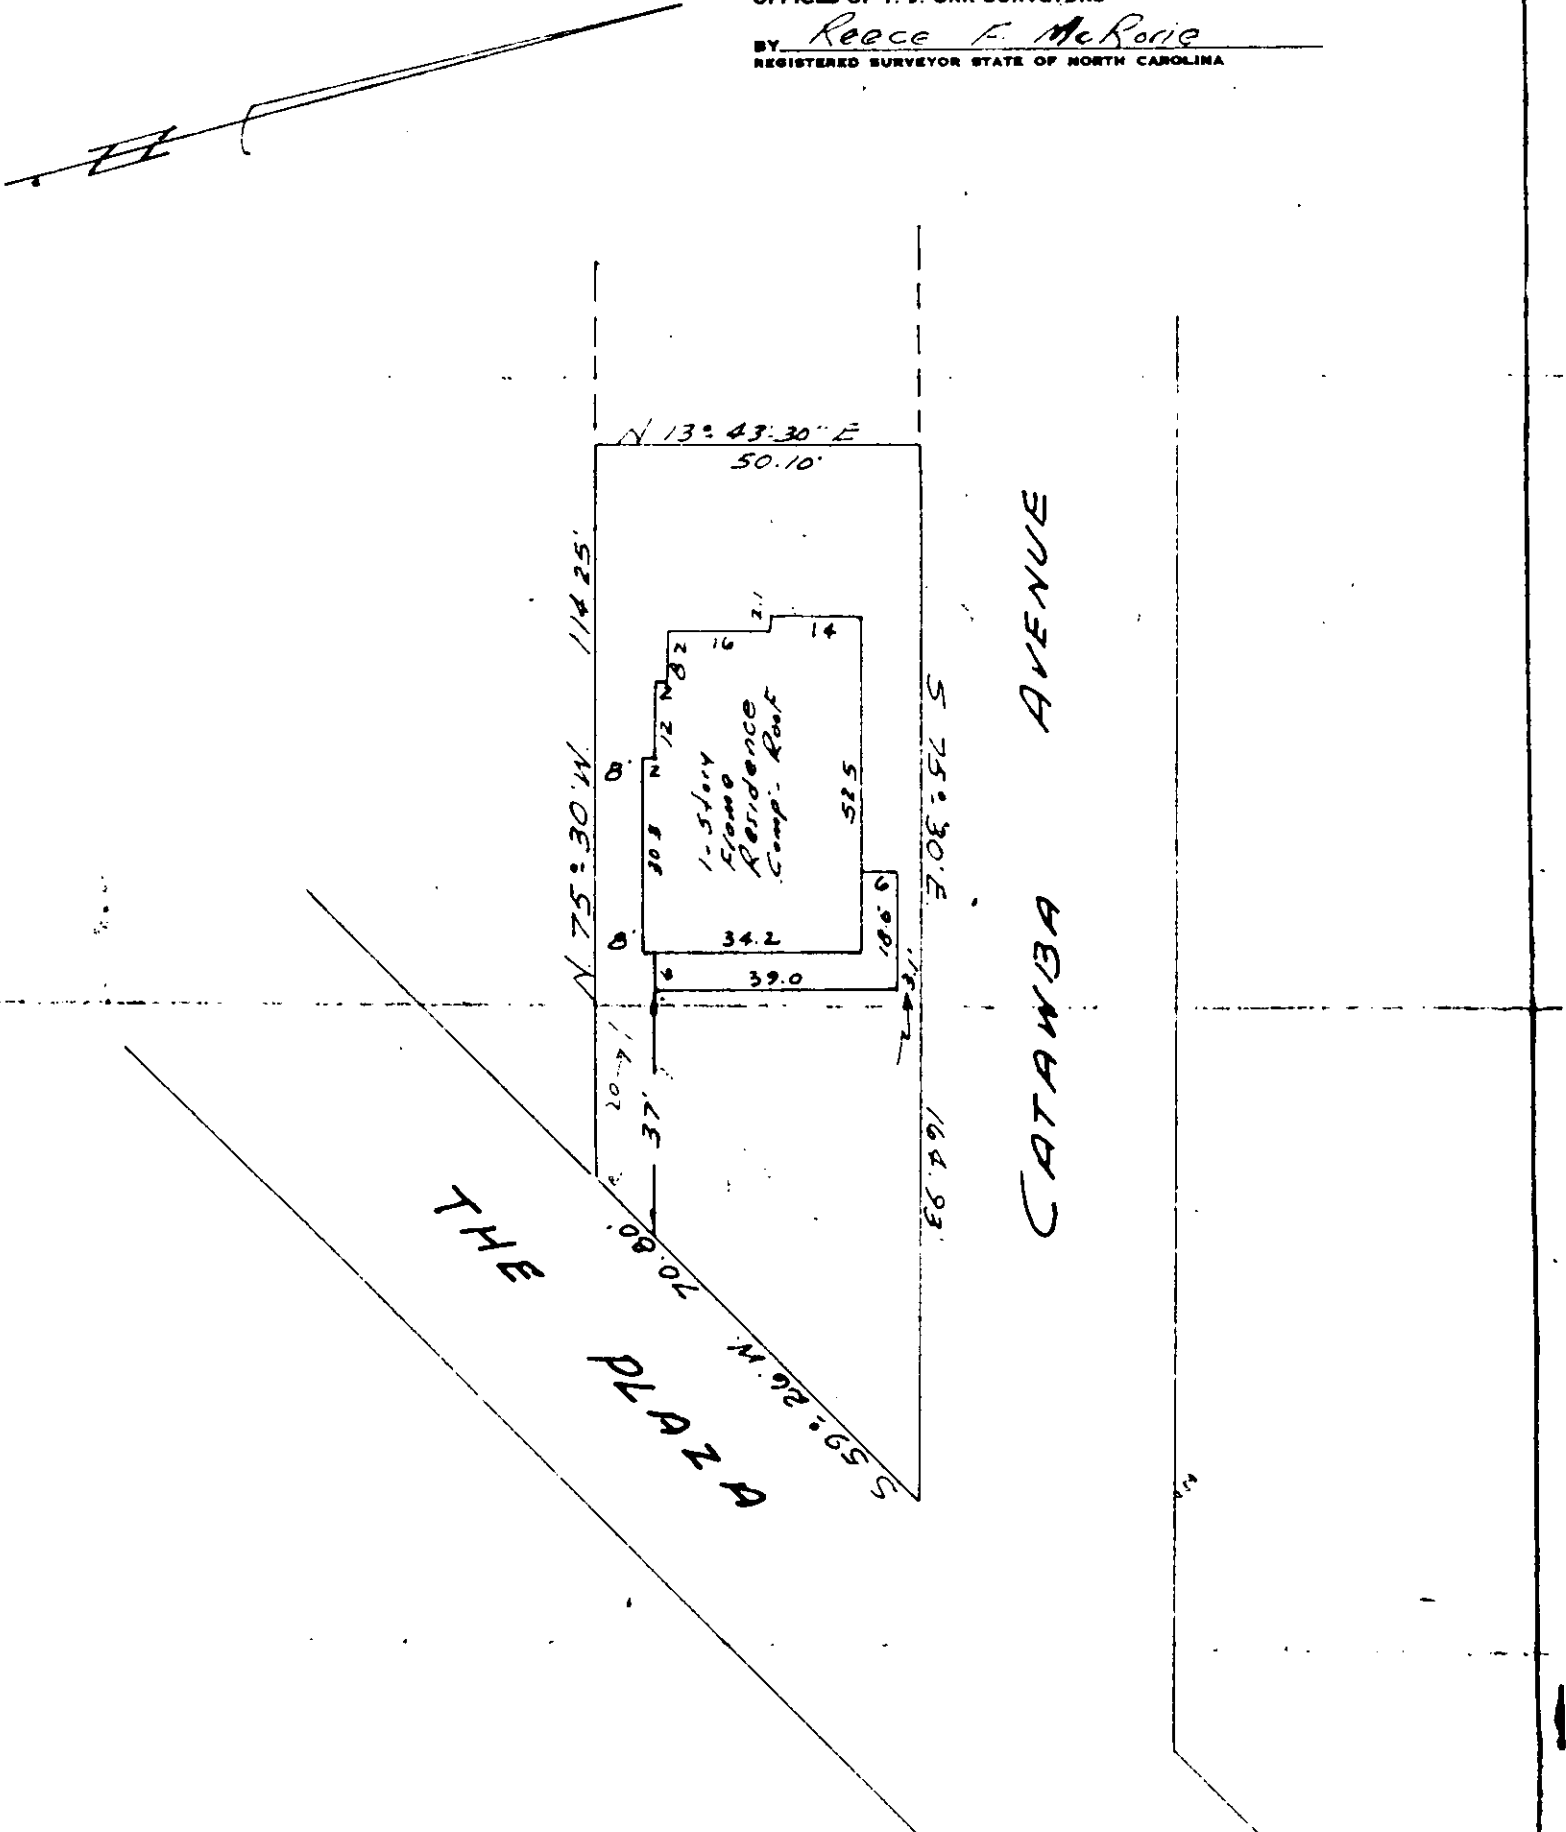 BY Reece F. McRorie
REGISTERED SURVEYOR STATE OF NORTH CAROLINA
N
N 13° 43' 30" E
50.10'
N. 75° 30' W. 114.25'
S 75° 30' E. 164.93'
2.1
16
14
8 2
2
12
8'
2
1-Story
Frame
Residence
Comp. Roof
52.5
30.3
8'
34.2
6
18.6
6
39.0
3.1'
37'
70.80'
S 59° 26' W.
THE PLAZA
CATAWBA AVENUE